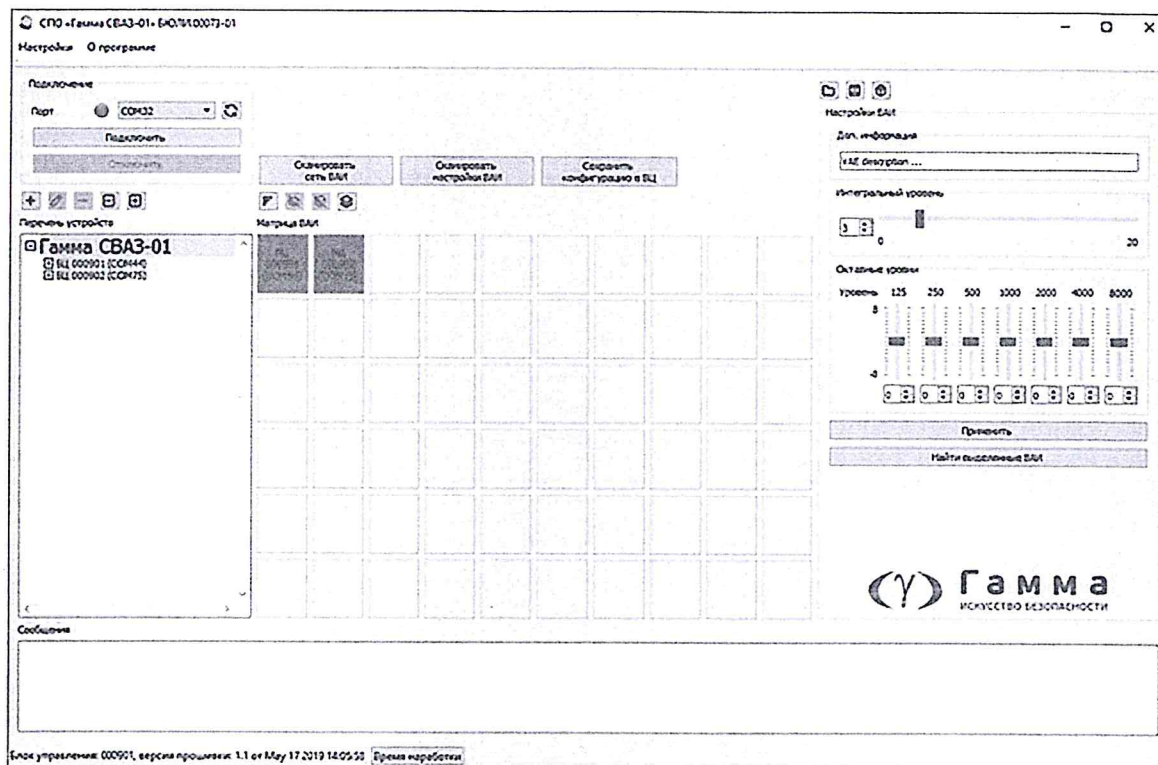 СПО «Гамма СВАЗ-01» БЮЛИ.00073-01
Настройки О программе
Подключение
Порт COM32
Подключить
Отключить
Сканировать сеть ВАИ
Сканировать настройки ВАИ
Сохранить конфигурацию в БЦ
Перечень устройств
Гамма СВАЗ-01
БЦ 000901 (COM44)
БЦ 000902 (COM75)
Матрица ВАИ
Настройки ВАИ
Доп. информация
VAE description ...
Интегральный уровень
3
0 20
Октавные уровни
Уровень 125 250 500 1000 2000 4000 8000
8
-8
0 0 0 0 0 0 0
Применить
Найти выделенные ВАИ
(γ) Гамма
ИСКУССТВО БЕЗОПАСНОСТИ
Сообщения
Блок управления: 000901, версия прошивки: 1.1 от May 17 2019 14:05:58 Время наработки